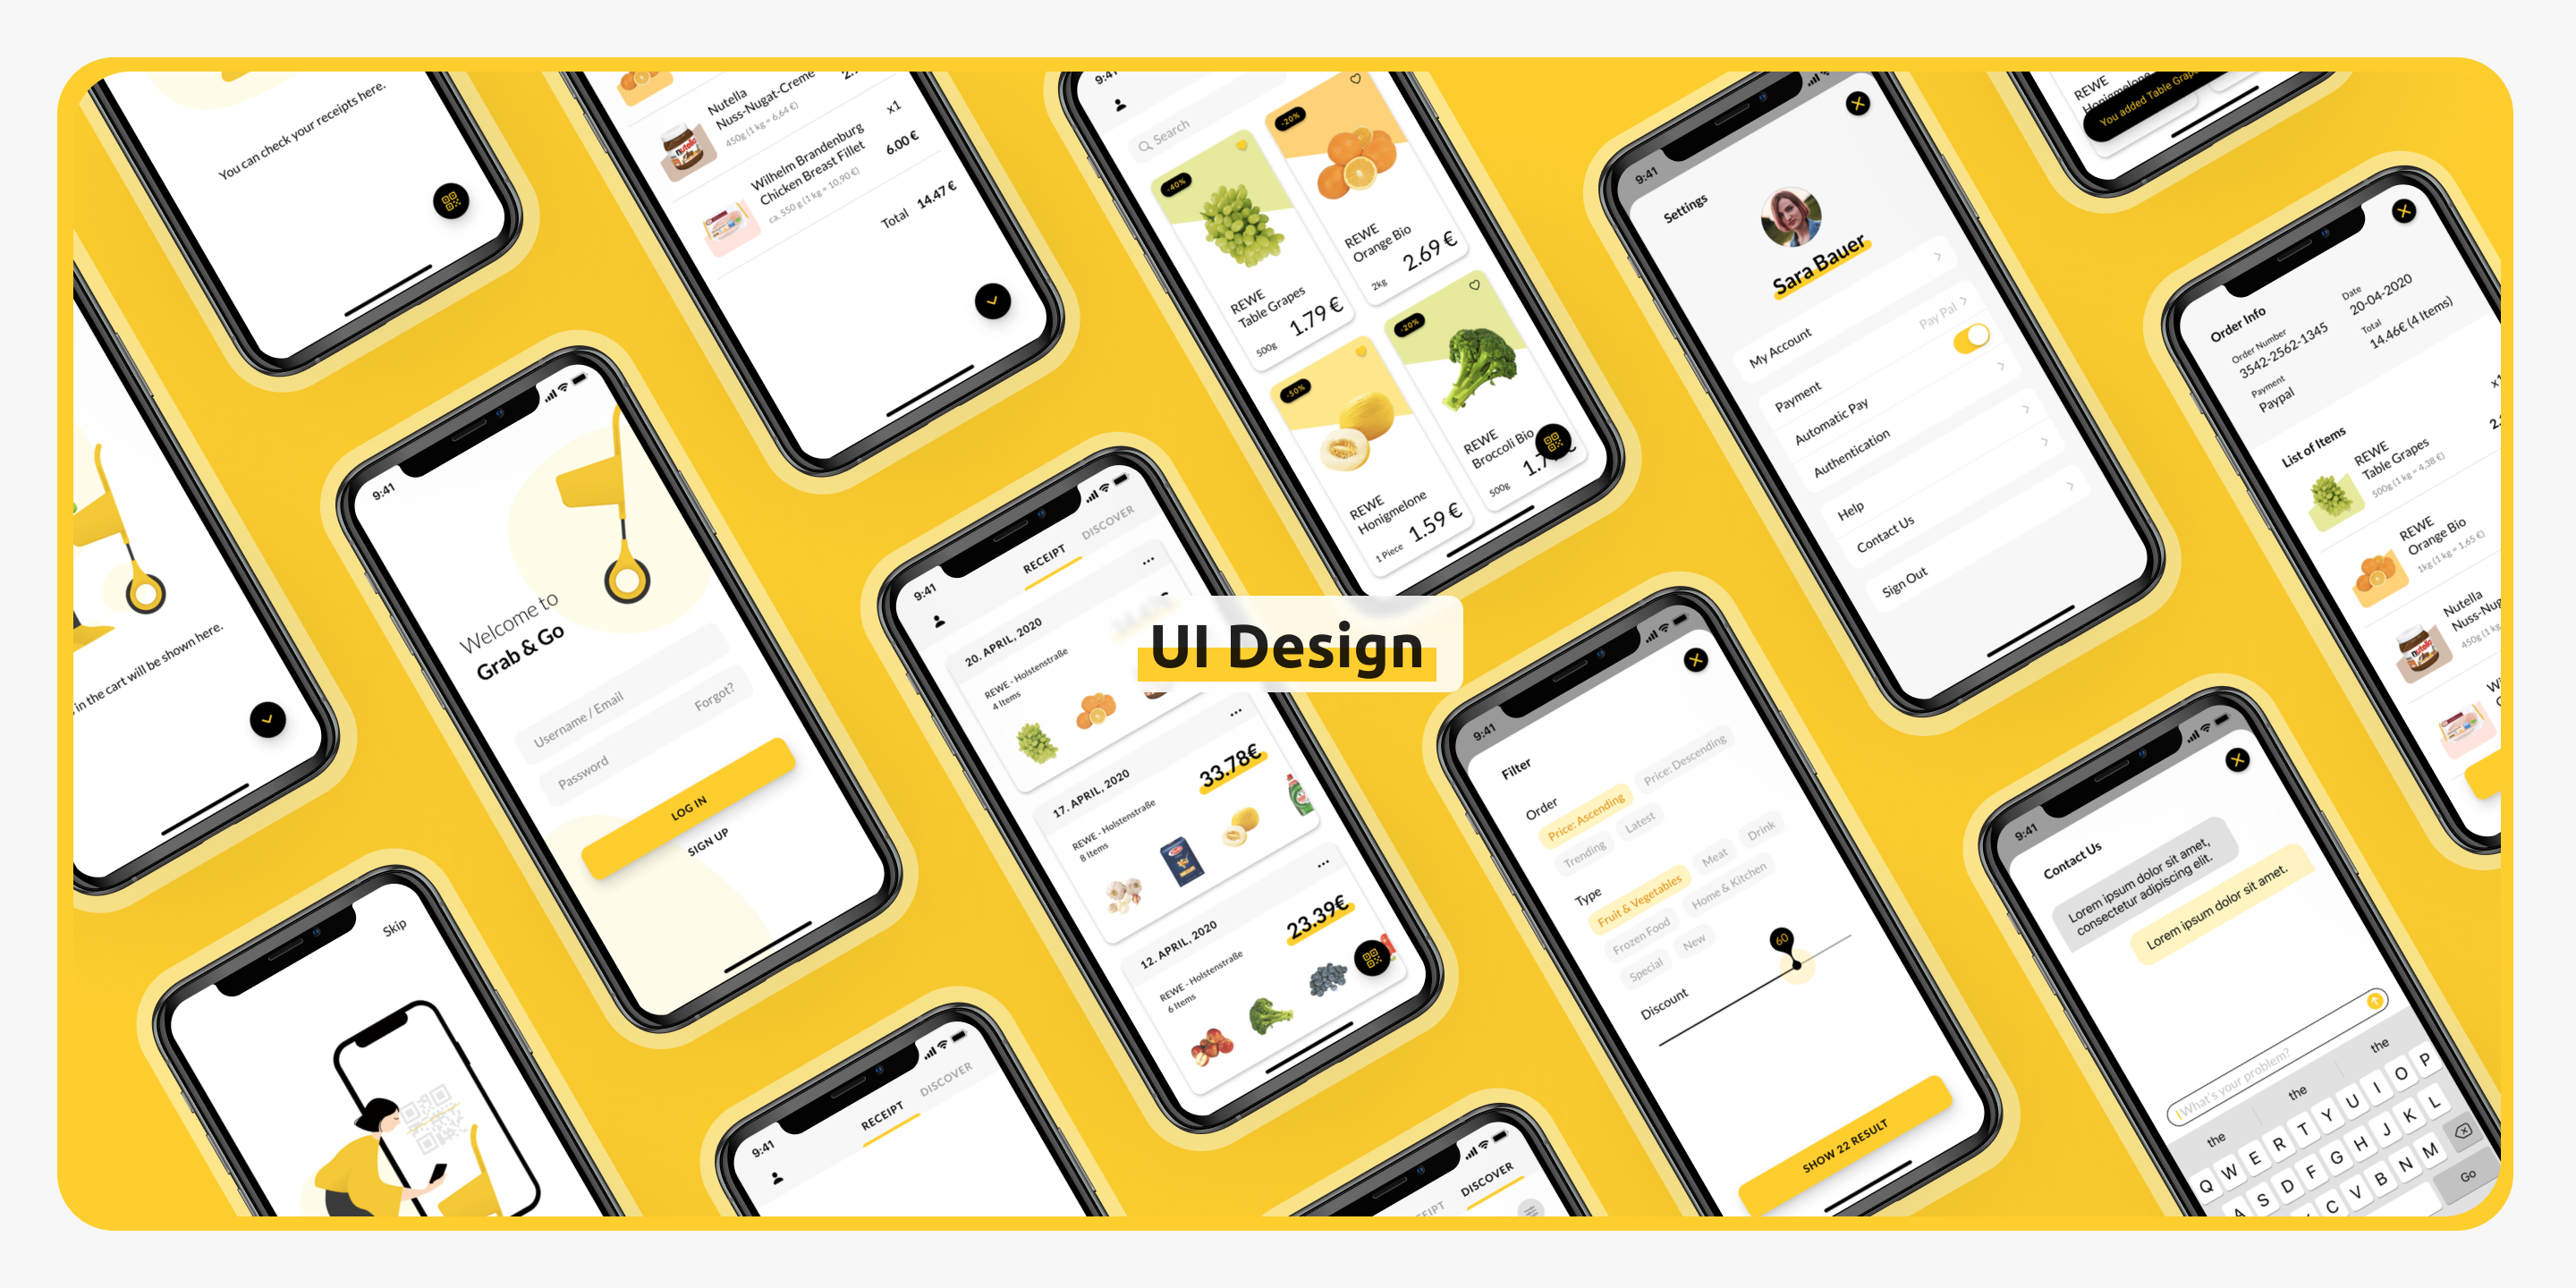 You can check your receipts here.
in the cart will be shown here.
Skip
9:41
Welcome to
Grab & Go
Username / Email
Password
Forgot?
LOG IN
SIGN UP
Nutella
Nuss-Nugat-Creme
450g (1 kg = 6,64 €)
x1
Wilhelm Brandenburg
Chicken Breast Fillet
ca. 550 g (1 kg = 10,90 €)
6.00 €
Total 14.47 €
9:41
RECEIPT
DISCOVER
9:41
RECEIPT
DISCOVER
20. APRIL, 2020
REWE - Holstenstraße
4 Items
17. APRIL, 2020
REWE - Holstenstraße
8 Items
33.78€
12. APRIL, 2020
REWE - Holstenstraße
6 Items
23.39€
UI Design
9:41
Search
-40%
REWE
Table Grapes
500g
1.79 €
-20%
REWE
Orange Bio
2kg
2.69 €
-50%
REWE
Honigmelone
1 Piece
1.59 €
-20%
REWE
Broccoli Bio
500g
DISCOVER
9:41
Filter
Order
Price: Ascending
Price: Descending
Trending
Latest
Type
Fruit & Vegetables
Meat
Drink
Frozen Food
Home & Kitchen
Special
New
Discount
60
SHOW 22 RESULT
9:41
Settings
Sara Bauer
My Account
Payment
Pay Pal
Automatic Pay
Authentication
Help
Contact Us
Sign Out
REWE
You added Table Grape
Order Info
Order Number
3542-2562-1345
Date
20-04-2020
Payment
Paypal
Total
14.46€ (4 Items)
List of Items
x1
REWE
Table Grapes
500g (1 kg = 4,38 €)
REWE
Orange Bio
1kg (1 kg = 1,65 €)
Nutella
450g (1 kg
9:41
Contact Us
Lorem ipsum dolor sit amet,
consectetur adipiscing elit.
Lorem ipsum dolor sit amet.
What's your problem?
the
the
the
Q W E R T Y U I O P
A S D F G H J K L
C V B N M
Go